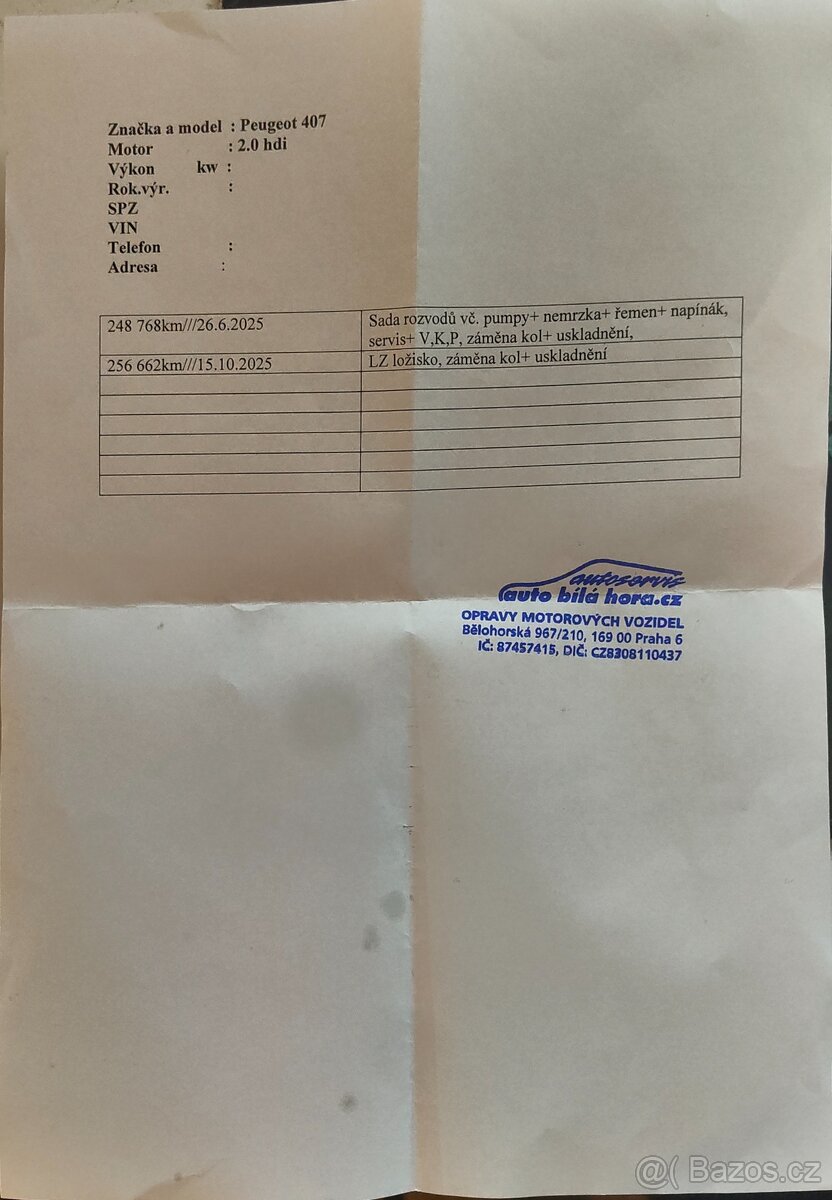 Značka a model : Peugeot 407
Motor : 2.0 hdi
Výkon kw :
Rok.výr. :
SPZ
VIN
Telefon :
Adresa :
248 768km///26.6.2025 Sada rozvodů vč. pumpy+ nemrzka+ řemen+ napínák,
servis+ V,K,P, záměna kol+ uskladnění,
256 662km///15.10.2025 LZ ložisko, záměna kol+ uskladnění
autoservis
auto bílá hora.cz
OPRAVY MOTOROVÝCH VOZIDEL
Bělohorská 967/210, 169 00 Praha 6
IČ: 87457415, DIČ: CZ8308110437
@( Bazos.cz